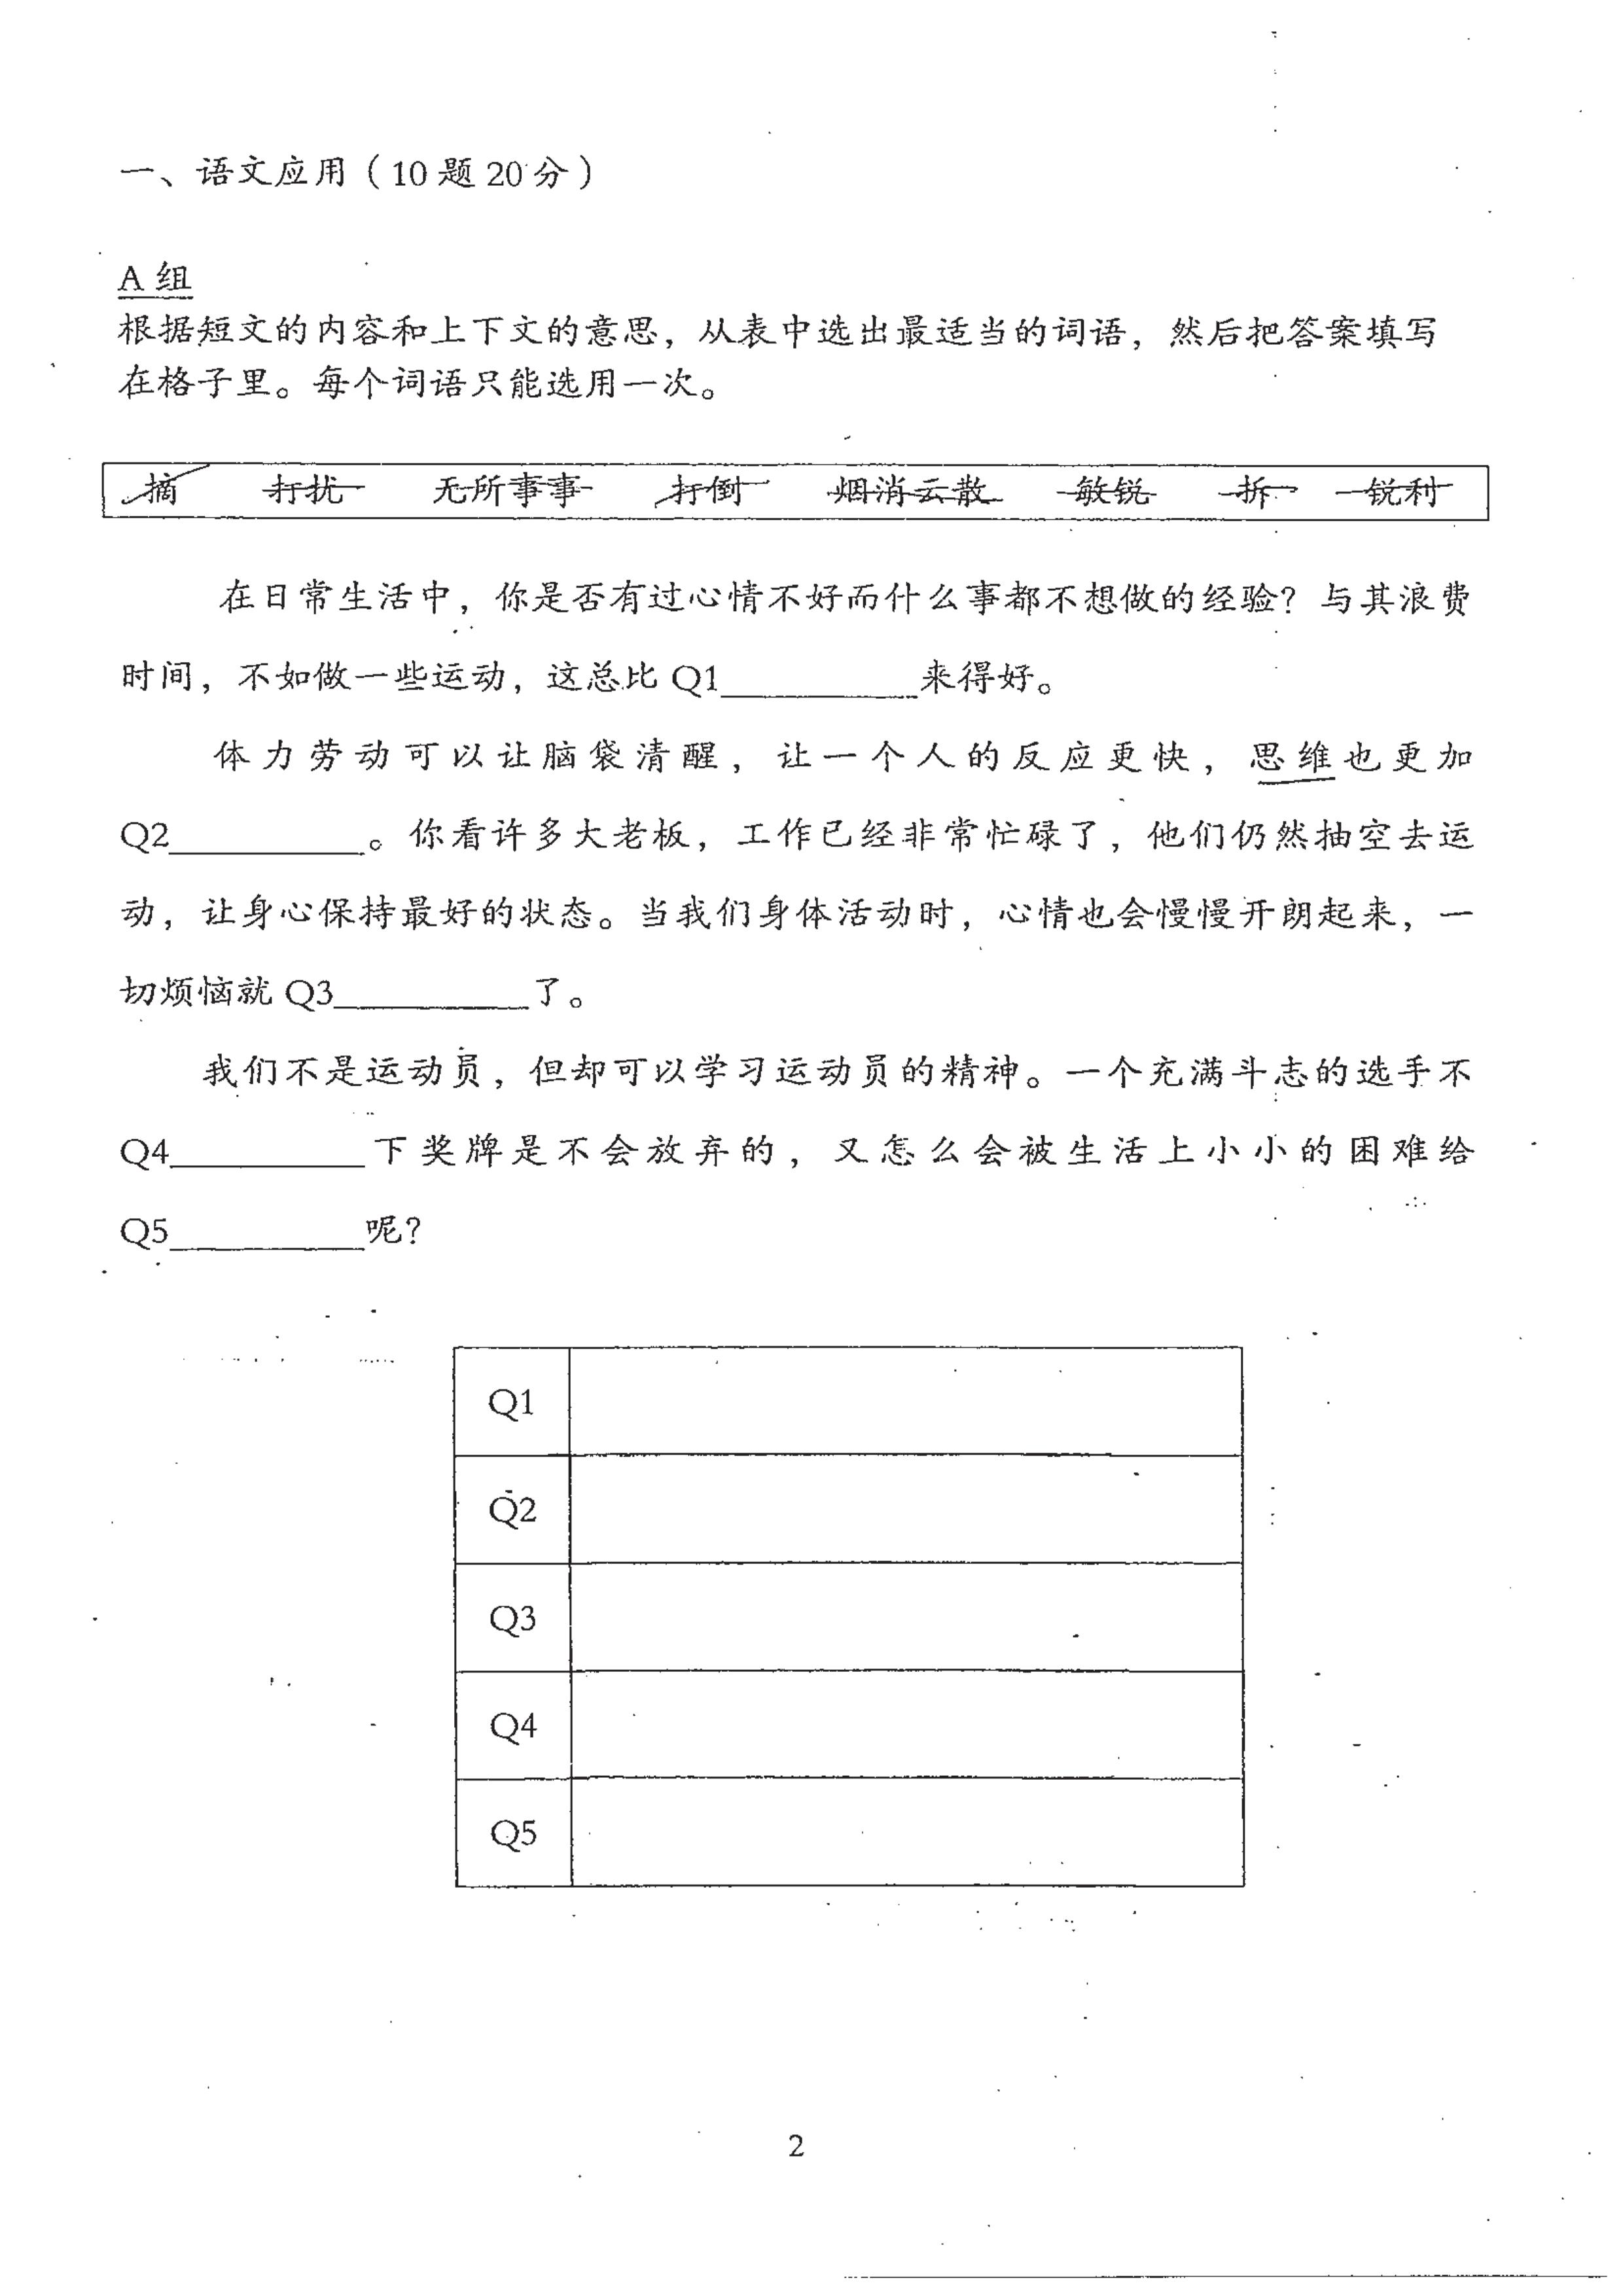 一、语文应用（10题20分）
A组
根据短文的内容和上下文的意思，从表中选出最适当的词语，然后把答案填写
在格子里。每个词语只能选用一次。
摘 打扰 无所事事 打倒 烟消云散 敏锐 拆 锐利
在日常生活中，你是否有过心情不好而什么事都不想做的经验？与其浪费
时间，不如做一些运动，这总比 Q1__________来得好。
体力劳动可以让脑袋清醒，让一个人的反应更快，思维也更加
Q2__________。你看许多大老板，工作已经非常忙碌了，他们仍然抽空去运
动，让身心保持最好的状态。当我们身体活动时，心情也会慢慢开朗起来，一
切烦恼就 Q3__________了。
我们不是运动员，但却可以学习运动员的精神。一个充满斗志的选手不
Q4__________下奖牌是不会放弃的，又怎么会被生活上小小的困难给
Q5__________呢？
Q1
Q2
Q3
Q4
Q5
2